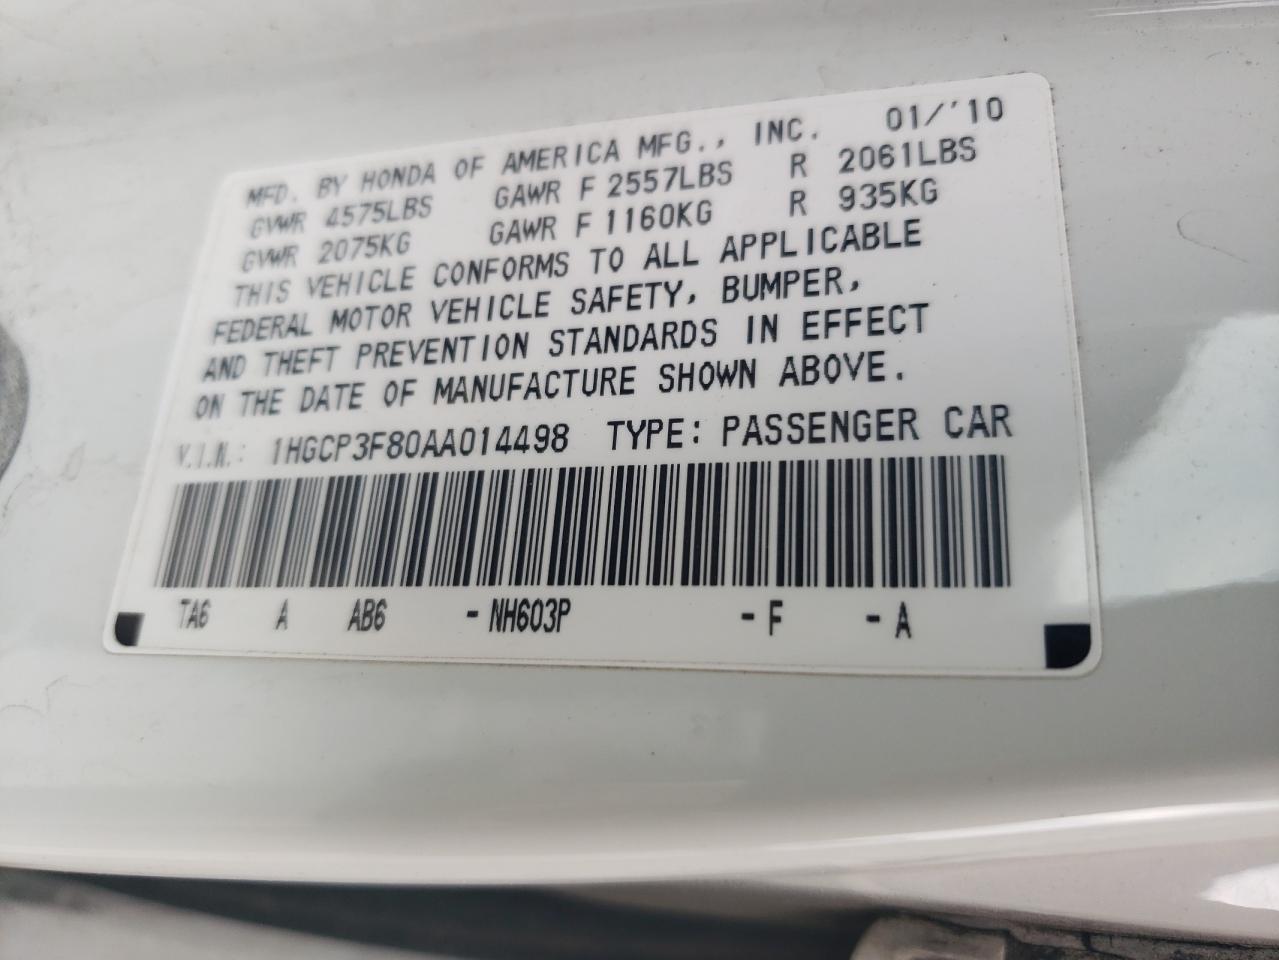 MFD. BY HONDA OF AMERICA MFG., INC. 01/'10
GVWR 4575LBS GAWR F 2557LBS R 2061LBS
GVWR 2075KG GAWR F 1160KG R 935KG
THIS VEHICLE CONFORMS TO ALL APPLICABLE
FEDERAL MOTOR VEHICLE SAFETY, BUMPER,
AND THEFT PREVENTION STANDARDS IN EFFECT
ON THE DATE OF MANUFACTURE SHOWN ABOVE.
V.I.N.: 1HGCP3F80AA014498 TYPE: PASSENGER CAR
TA6 A AB6 - NH603P - F - A